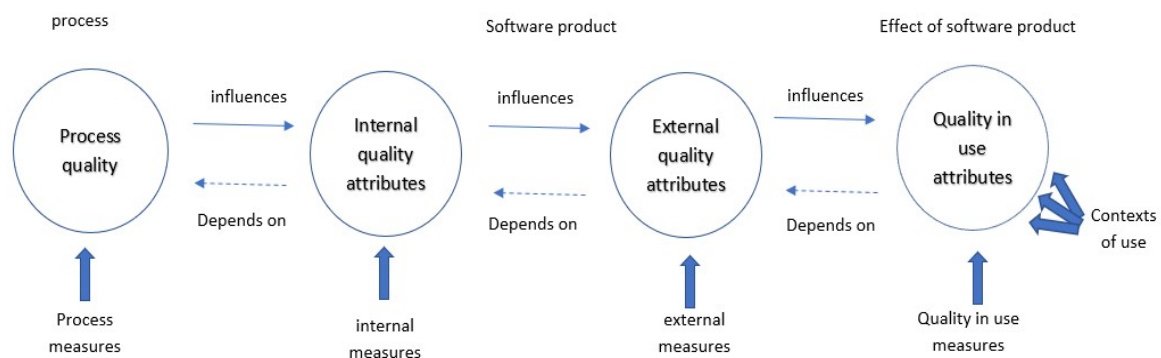 process
Software product
Effect of software product
influences
influences
influences
Process
quality
Internal
quality
attributes
External
quality
attributes
Quality in
use
attributes
Depends on
Depends on
Depends on
Contexts
of use
Process
measures
internal
measures
external
measures
Quality in use
measures